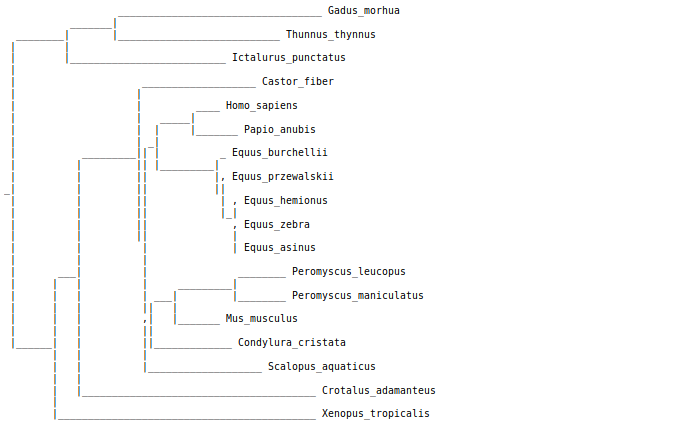 Gadus_morhua
Thunnus_thynnus
Ictalurus_punctatus
Castor_fiber
Homo_sapiens
Papio_anubis
Equus_burchellii
Equus_przewalskii
Equus_hemionus
Equus_zebra
Equus_asinus
Peromyscus_leucopus
Peromyscus_maniculatus
Mus_musculus
Condylura_cristata
Scalopus_aquaticus
Crotalus_adamanteus
Xenopus_tropicalis